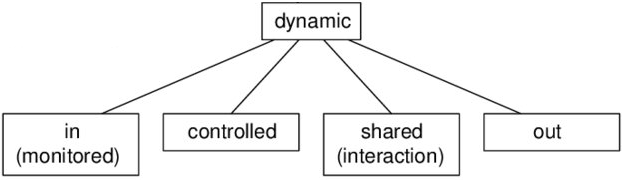 dynamic
in
(monitored)
controlled
shared
(interaction)
out